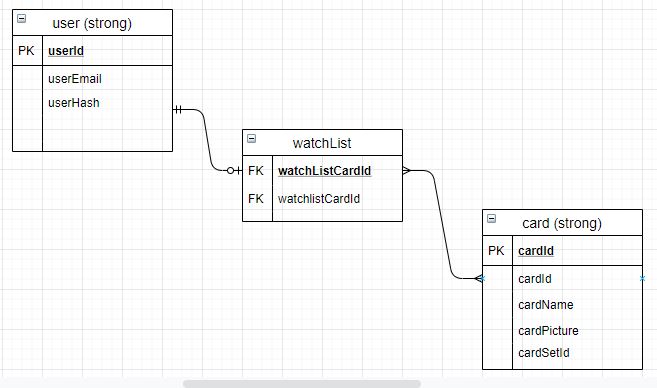 user (strong)
PK userId
userEmail
userHash
watchList
FK watchListCardId
FK watchlistCardId
card (strong)
PK cardId
cardId
cardName
cardPicture
cardSetId